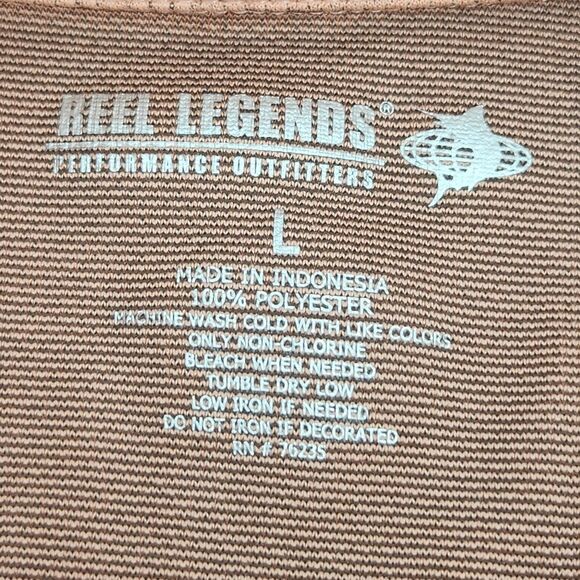 REEL LEGENDS®
PERFORMANCE OUTFITTERS
L
MADE IN INDONESIA
100% POLYESTER
MACHINE WASH COLD WITH LIKE COLORS
ONLY NON-CHLORINE
BLEACH WHEN NEEDED
TUMBLE DRY LOW
LOW IRON IF NEEDED
DO NOT IRON IF DECORATED
RN # 76235